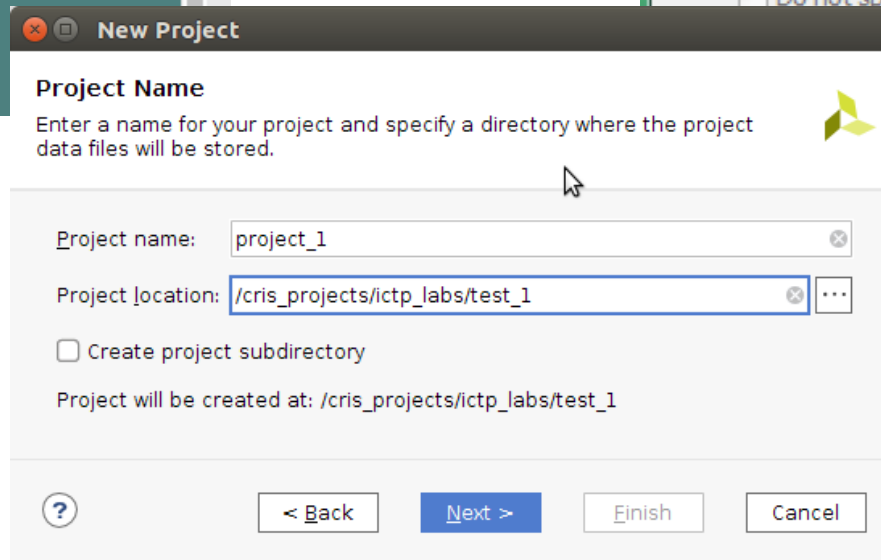 New Project
Project Name
Enter a name for your project and specify a directory where the project
data files will be stored.
Project name: project_1
Project location: /cris_projects/ictp_labs/test_1 ...
Create project subdirectory
Project will be created at: /cris_projects/ictp_labs/test_1
? < Back Next > Finish Cancel